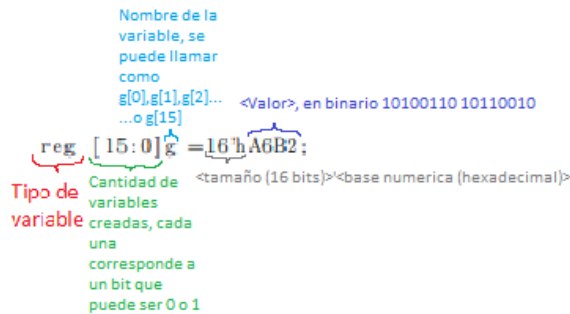 Nombre de la
variable, se
puede llamar
como
g[0],g[1],g[2]...
...o g[15]
<Valor>, en binario 10100110 10110010
reg [15:0]g =16'hA6B2;
Tipo de
variable
Cantidad de
variables
creadas, cada
una
corresponde a
un bit que
puede ser 0 o 1
<tamaño (16 bits)>'<base numerica (hexadecimal)>